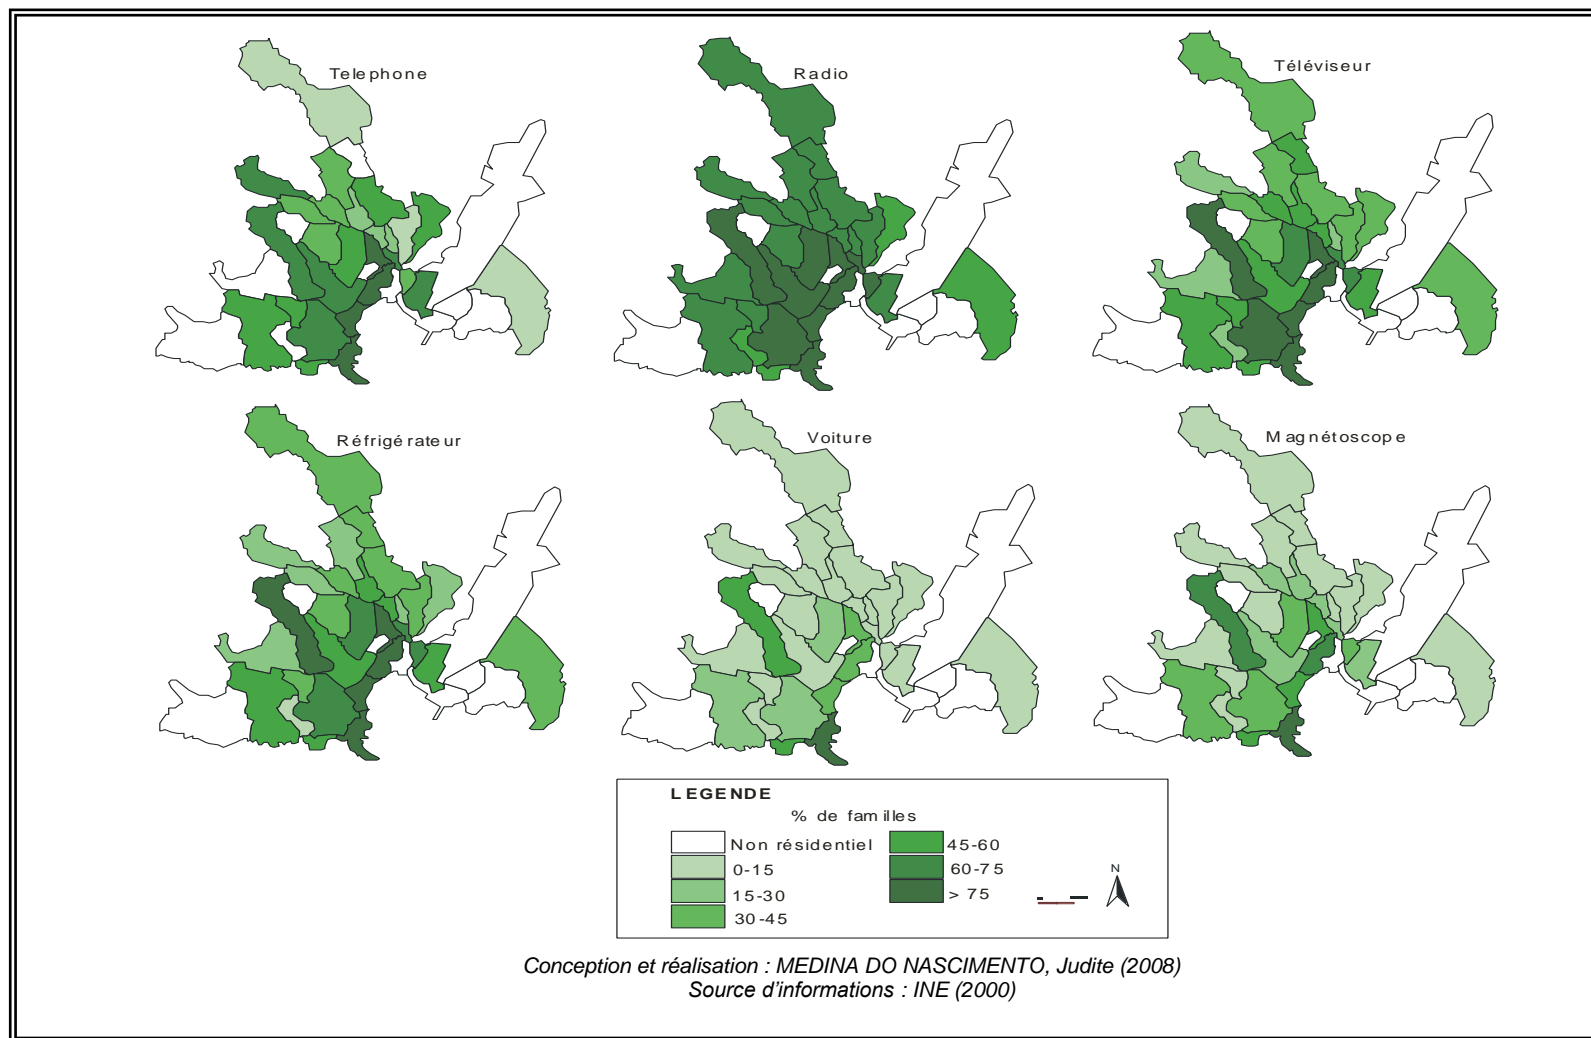 Telephone
Radio
Téléviseur
Réfrigérateur
Voiture
Magnétoscope
LEGENDE
% de familles
Non résidentiel
0-15
15-30
30-45
45-60
60-75
> 75
N
Conception et réalisation : MEDINA DO NASCIMENTO, Judite (2008)
Source d'informations : INE (2000)